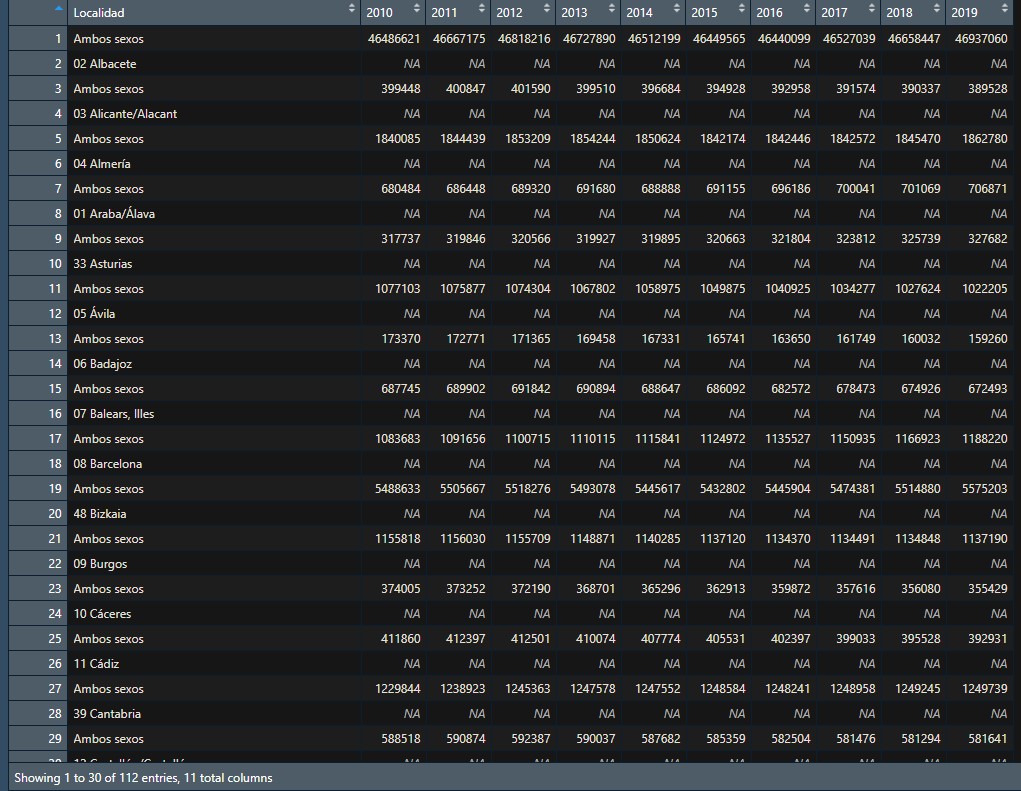 Localidad 2010 2011 2012 2013 2014 2015 2016 2017 2018 2019
1 Ambos sexos 46486621 46667175 46818216 46727890 46512199 46449565 46440099 46527039 46658447 46937060
2 02 Albacete NA NA NA NA NA NA NA NA NA NA
3 Ambos sexos 399448 400847 401590 399510 396684 394928 392958 391574 390337 389528
4 03 Alicante/Alacant NA NA NA NA NA NA NA NA NA NA
5 Ambos sexos 1840085 1844439 1853209 1854244 1850624 1842174 1842446 1842572 1845470 1862780
6 04 Almería NA NA NA NA NA NA NA NA NA NA
7 Ambos sexos 680484 686448 689320 691680 688888 691155 696186 700041 701069 706871
8 01 Araba/Álava NA NA NA NA NA NA NA NA NA NA
9 Ambos sexos 317737 319846 320566 319927 319895 320663 321804 323812 325739 327682
10 33 Asturias NA NA NA NA NA NA NA NA NA NA
11 Ambos sexos 1077103 1075877 1074304 1067802 1058975 1049875 1040925 1034277 1027624 1022205
12 05 Ávila NA NA NA NA NA NA NA NA NA NA
13 Ambos sexos 173370 172771 171365 169458 167331 165741 163650 161749 160032 159260
14 06 Badajoz NA NA NA NA NA NA NA NA NA NA
15 Ambos sexos 687745 689902 691842 690894 688647 686092 682572 678473 674926 672493
16 07 Balears, Illes NA NA NA NA NA NA NA NA NA NA
17 Ambos sexos 1083683 1091656 1100715 1110115 1115841 1124972 1135527 1150935 1166923 1188220
18 08 Barcelona NA NA NA NA NA NA NA NA NA NA
19 Ambos sexos 5488633 5505667 5518276 5493078 5445617 5432802 5445904 5474381 5514880 5575203
20 48 Bizkaia NA NA NA NA NA NA NA NA NA NA
21 Ambos sexos 1155818 1156030 1155709 1148871 1140285 1137120 1134370 1134491 1134848 1137190
22 09 Burgos NA NA NA NA NA NA NA NA NA NA
23 Ambos sexos 374005 373252 372190 368701 365296 362913 359872 357616 356080 355429
24 10 Cáceres NA NA NA NA NA NA NA NA NA NA
25 Ambos sexos 411860 412397 412501 410074 407774 405531 402397 399033 395528 392931
26 11 Cádiz NA NA NA NA NA NA NA NA NA NA
27 Ambos sexos 1229844 1238923 1245363 1247578 1247552 1248584 1248241 1248958 1249245 1249739
28 39 Cantabria NA NA NA NA NA NA NA NA NA NA
29 Ambos sexos 588518 590874 592387 590037 587682 585359 582504 581476 581294 581641
Showing 1 to 30 of 112 entries, 11 total columns